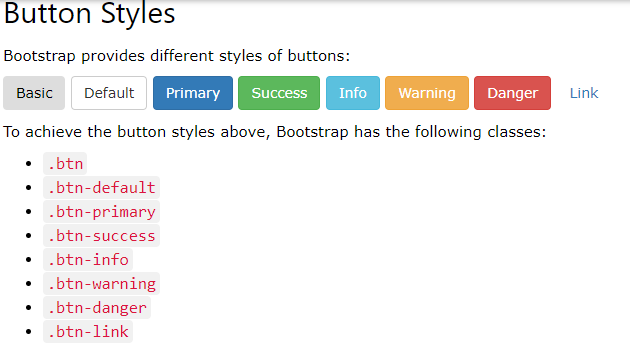 Button Styles
Bootstrap provides different styles of buttons:
Basic Default Primary Success Info Warning Danger Link
To achieve the button styles above, Bootstrap has the following classes:
.btn
.btn-default
.btn-primary
.btn-success
.btn-info
.btn-warning
.btn-danger
.btn-link